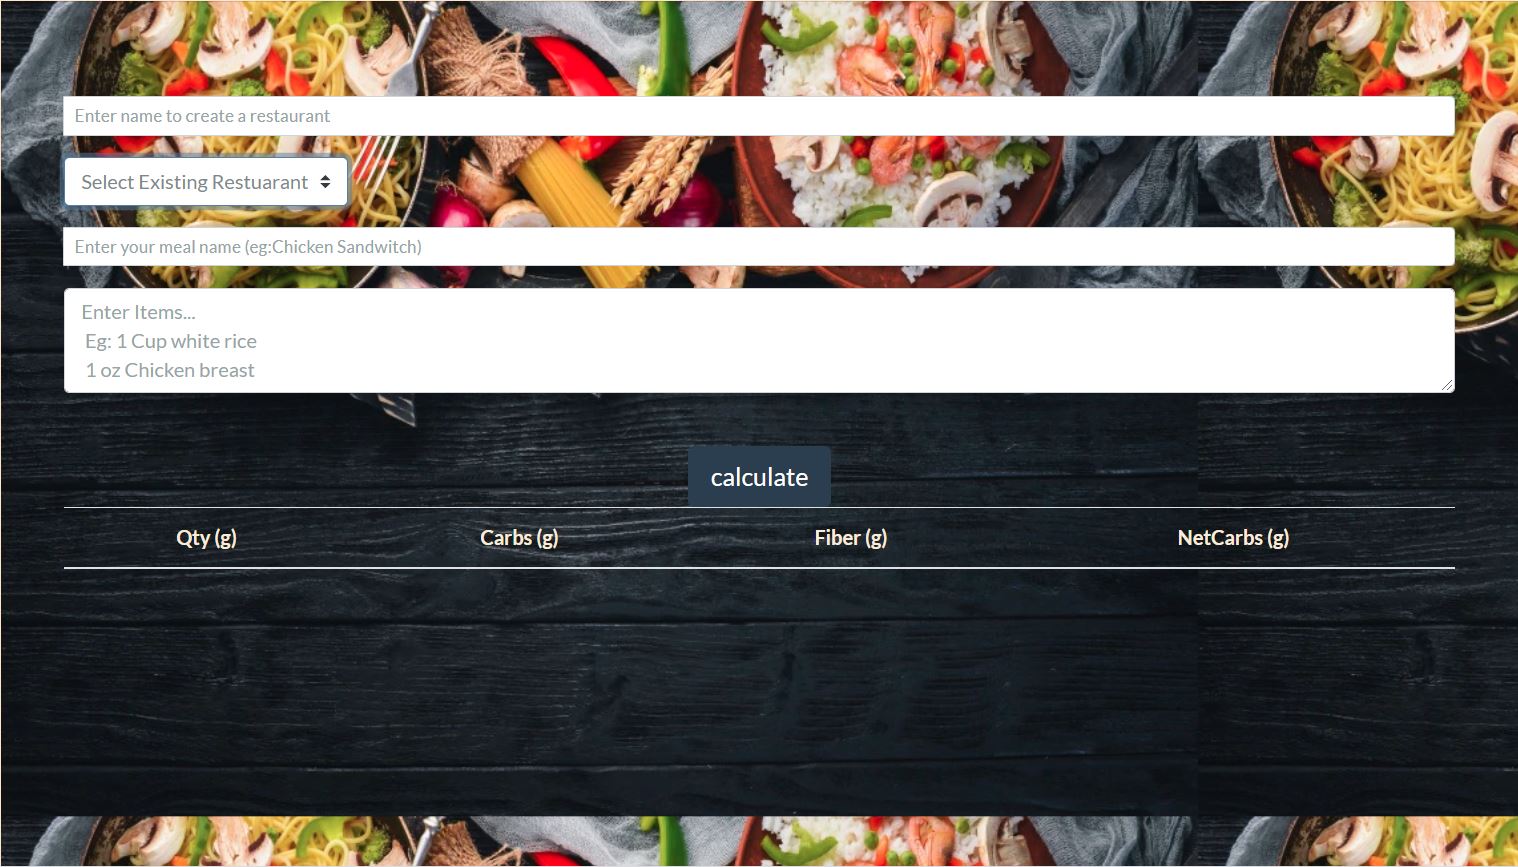 Enter name to create a restaurant
Select Existing Restuarant
Enter your meal name (eg:Chicken Sandwitch)
Enter Items...
Eg: 1 Cup white rice
1 oz Chicken breast
calculate
Qty (g) Carbs (g) Fiber (g) NetCarbs (g)